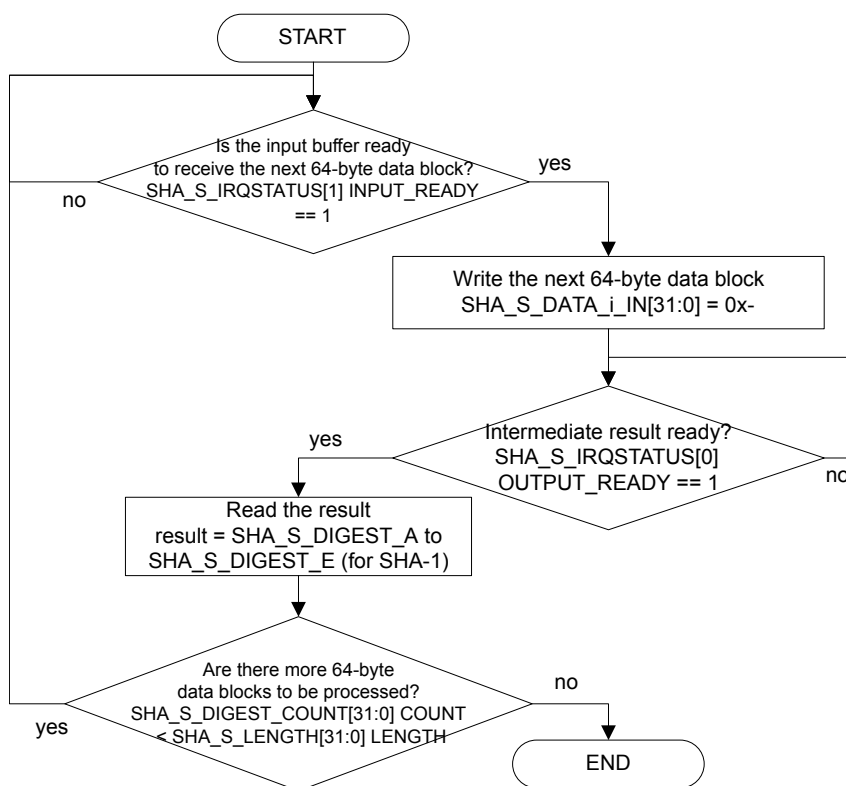 START
Is the input buffer ready
to receive the next 64-byte data block?
SHA_S_IRQSTATUS[1] INPUT_READY
== 1
yes
no
Write the next 64-byte data block
SHA_S_DATA_i_IN[31:0] = 0x-
Intermediate result ready?
SHA_S_IRQSTATUS[0]
OUTPUT_READY == 1
yes
no
Read the result
result = SHA_S_DIGEST_A to
SHA_S_DIGEST_E (for SHA-1)
Are there more 64-byte
data blocks to be processed?
SHA_S_DIGEST_COUNT[31:0] COUNT
< SHA_S_LENGTH[31:0] LENGTH
no
yes
END